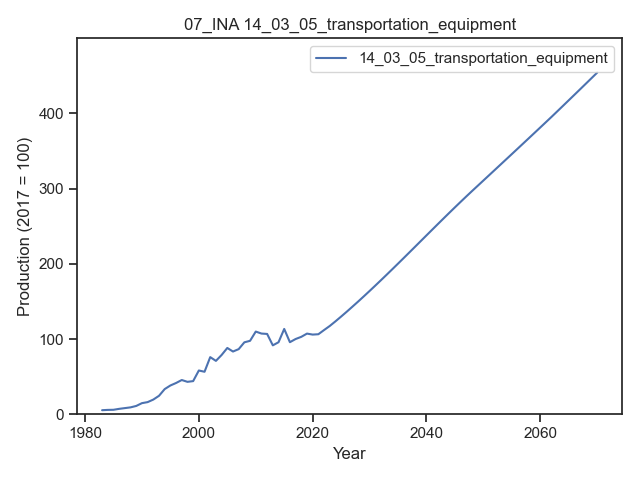 07_INA 14_03_05_transportation_equipment
14_03_05_transportation_equipment
Production (2017 = 100)
400
300
200
100
0
1980 2000 2020 2040 2060
Year